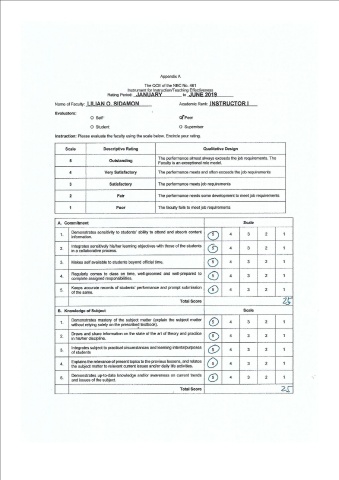 Appendix A
The QCE of the NBC No. 461
Instrument for Instruction/Teaching Effectiveness
Rating Period: JANUARY to JUNE 2019
Name of Faculty: LILIAN O. SIDAMON Academic Rank: INSTRUCTOR I
Evaluators:
Self Peer
Student Supervisor
Instruction: Please evaluate the faculty using the scale below. Encircle your rating.
Scale Descriptive Rating Qualitative Description
5 Outstanding The performance almost always exceeds the job requirements. The Faculty is an exceptional role model.
4 Very Satisfactory The performance meets and often exceeds the job requirements
3 Satisfactory The performance meets job requirements
2 Fair The performance needs some development to meet job requirements.
1 Poor The faculty fails to meet job requirements
A. Commitment Scale
1. Demonstrates sensitivity to students' ability to attend and absorb content information. 5 4 3 2 1
2. Integrates sensitively his/her learning objectives with those of the students in a collaborative process. 5 4 3 2 1
3. Makes self available to students beyond official time. 5 4 3 2 1
4. Regularly comes to class on time, well-groomed and well-prepared to complete assigned responsibilities. 5 4 3 2 1
5. Keeps accurate records of students' performance and prompt submission of the same. 5 4 3 2 1
Total Score 25
B. Knowledge of Subject Scale
1. Demonstrates mastery of the subject matter (explain the subject matter without relying solely on the prescribed textbook). 5 4 3 2 1
2. Draws and share information on the state of the art of theory and practice in his/her discipline. 5 4 3 2 1
3. Integrates subject to practical circumstances and learning intents/purposes of students 5 4 3 2 1
4. Explains the relevance of present topics to the previous lessons, and relates the subject matter to relevant current issues and/or daily life activities. 5 4 3 2 1
5. Demonstrates up-to-date knowledge and/or awareness on current trends and issues of the subject. 5 4 3 2 1
Total Score 25